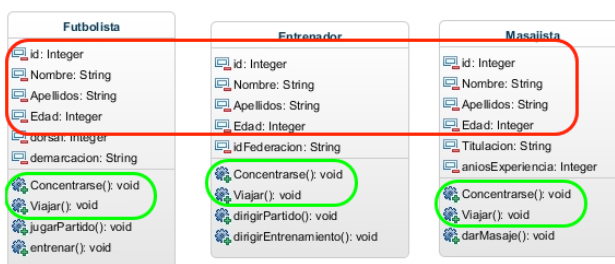 Futbolista
id: Integer
Nombre: String
Apellidos: String
Edad: Integer
dorsal: Integer
demarcacion: String
Concentrarse(): void
Viajar(): void
jugarPartido(): void
entrenar(): void
Entrenador
id: Integer
Nombre: String
Apellidos: String
Edad: Integer
idFederacion: String
Concentrarse(): void
Viajar(): void
dirigirPartido(): void
dirigirEntrenamiento(): void
Masajista
id: Integer
Nombre: String
Apellidos: String
Edad: Integer
Titulacion: String
aniosExperiencia: Integer
Concentrarse(): void
Viajar(): void
darMasaje(): void